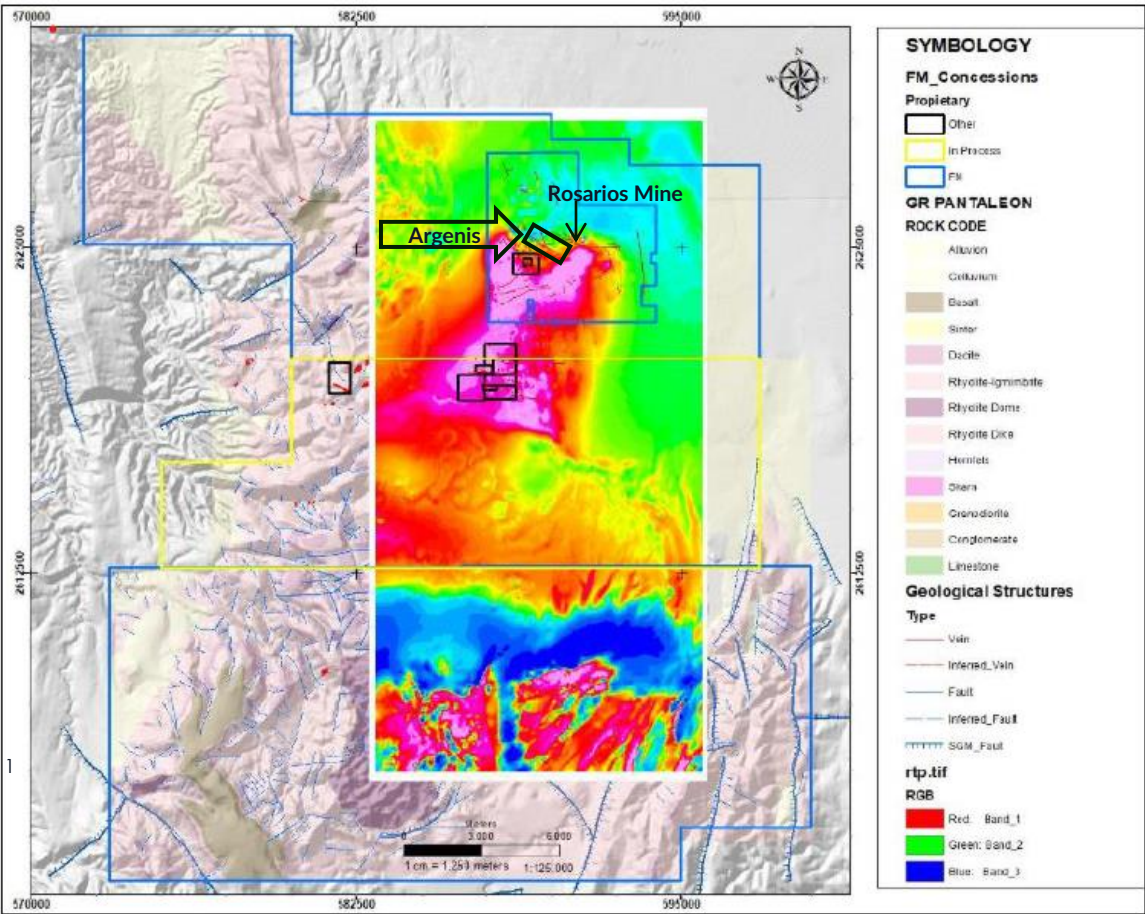 570000
582500
595000
N
W
E
S
2625000
2625000
Rosarios Mine
Argenis
2612500
2612500
1
Meters
0 3,000 6,000
1 cm = 1,250 meters 1:125,000
570000
582500
595000
SYMBOLOGY
FM_Concessions
Propietary
Other
In Process
FM
GR PANTALEON
ROCK CODE
Alluvion
Colluvium
Basalt
Sinter
Dacite
Rhyolite-Ignimbrite
Rhyolite Dome
Rhyolite Dike
Hornfels
Skarn
Granodiorite
Conglomerate
Limestone
Geological Structures
Type
Vein
Inferred_Vein
Fault
Inferred_Fault
SGM_Fault
rtp.tif
RGB
Red: Band_1
Green: Band_2
Blue: Band_3